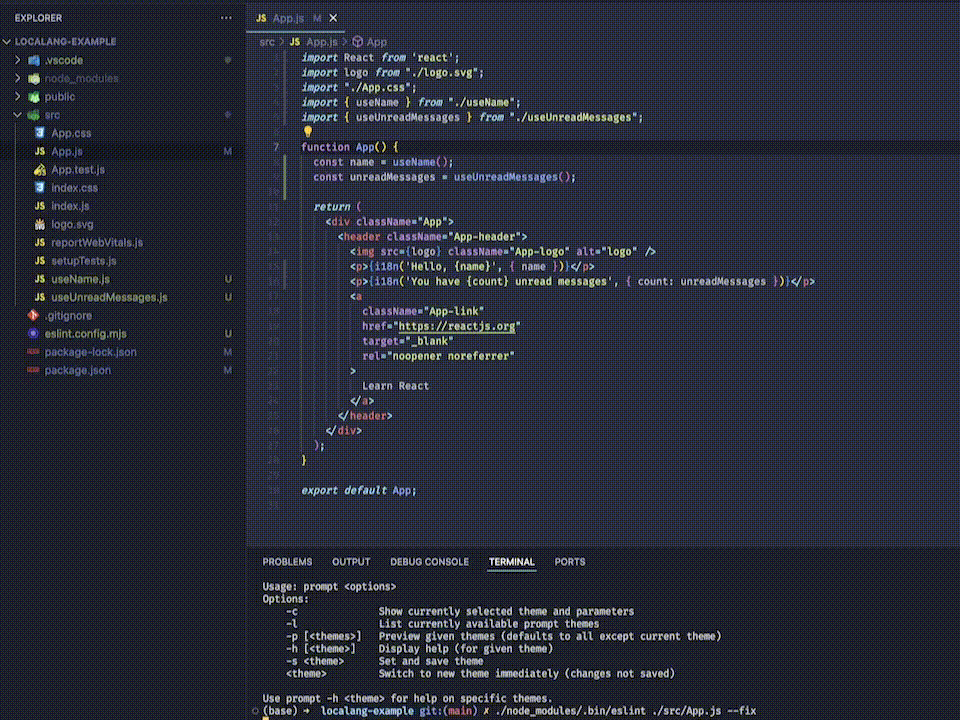 EXPLORER
LOCALANG-EXAMPLE
.vscode
node_modules
public
src
App.css
App.js M
App.test.js
index.css
index.js
logo.svg
reportWebVitals.js
setupTests.js
useName.js U
useUnreadMessages.js U
.gitignore
eslint.config.mjs U
package-lock.json M
package.json M
JS App.js M
src > JS App.js > App
import React from 'react';
import logo from "./logo.svg";
import "./App.css";
import { useName } from "./useName";
import { useUnreadMessages } from "./useUnreadMessages";
7 function App() {
const name = useName();
const unreadMessages = useUnreadMessages();
return (
<div className="App">
<header className="App-header">
<img src={logo} className="App-logo" alt="logo" />
<p>{i18n('Hello, {name}', { name })}</p>
<p>{i18n('You have {count} unread messages', { count: unreadMessages })}</p>
<a
className="App-link"
href="https://reactjs.org"
target="_blank"
rel="noopener noreferrer"
>
Learn React
</a>
</header>
</div>
);
}
export default App;
PROBLEMS OUTPUT DEBUG CONSOLE TERMINAL PORTS
Usage: prompt <options>
Options:
-c Show currently selected theme and parameters
-l List currently available prompt themes
-p [<themes>] Preview given themes (defaults to all except current theme)
-h [<theme>] Display help (for given theme)
-s <theme> Set and save theme
<theme> Switch to new theme immediately (changes not saved)
Use prompt -h <theme> for help on specific themes.
(base) → localang-example git:(main) ✗ ./node_modules/.bin/eslint ./src/App.js --fix